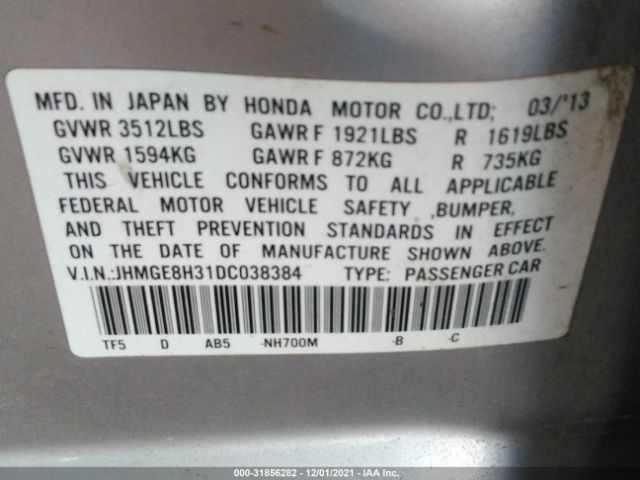 MFD. IN JAPAN BY HONDA MOTOR CO.,LTD; 03/'13
GVWR 3512LBS GAWR F 1921LBS R 1619LBS
GVWR 1594KG GAWR F 872KG R 735KG
THIS VEHICLE CONFORMS TO ALL APPLICABLE
FEDERAL MOTOR VEHICLE SAFETY ,BUMPER,
AND THEFT PREVENTION STANDARDS IN EFFECT
ON THE DATE OF MANUFACTURE SHOWN ABOVE.
V.I.N.:JHMGE8H31DC038384 TYPE: PASSENGER CAR
TF5 D AB5 -NH700M -B -C
000-31856282 - 12/01/2021 - IAA Inc.